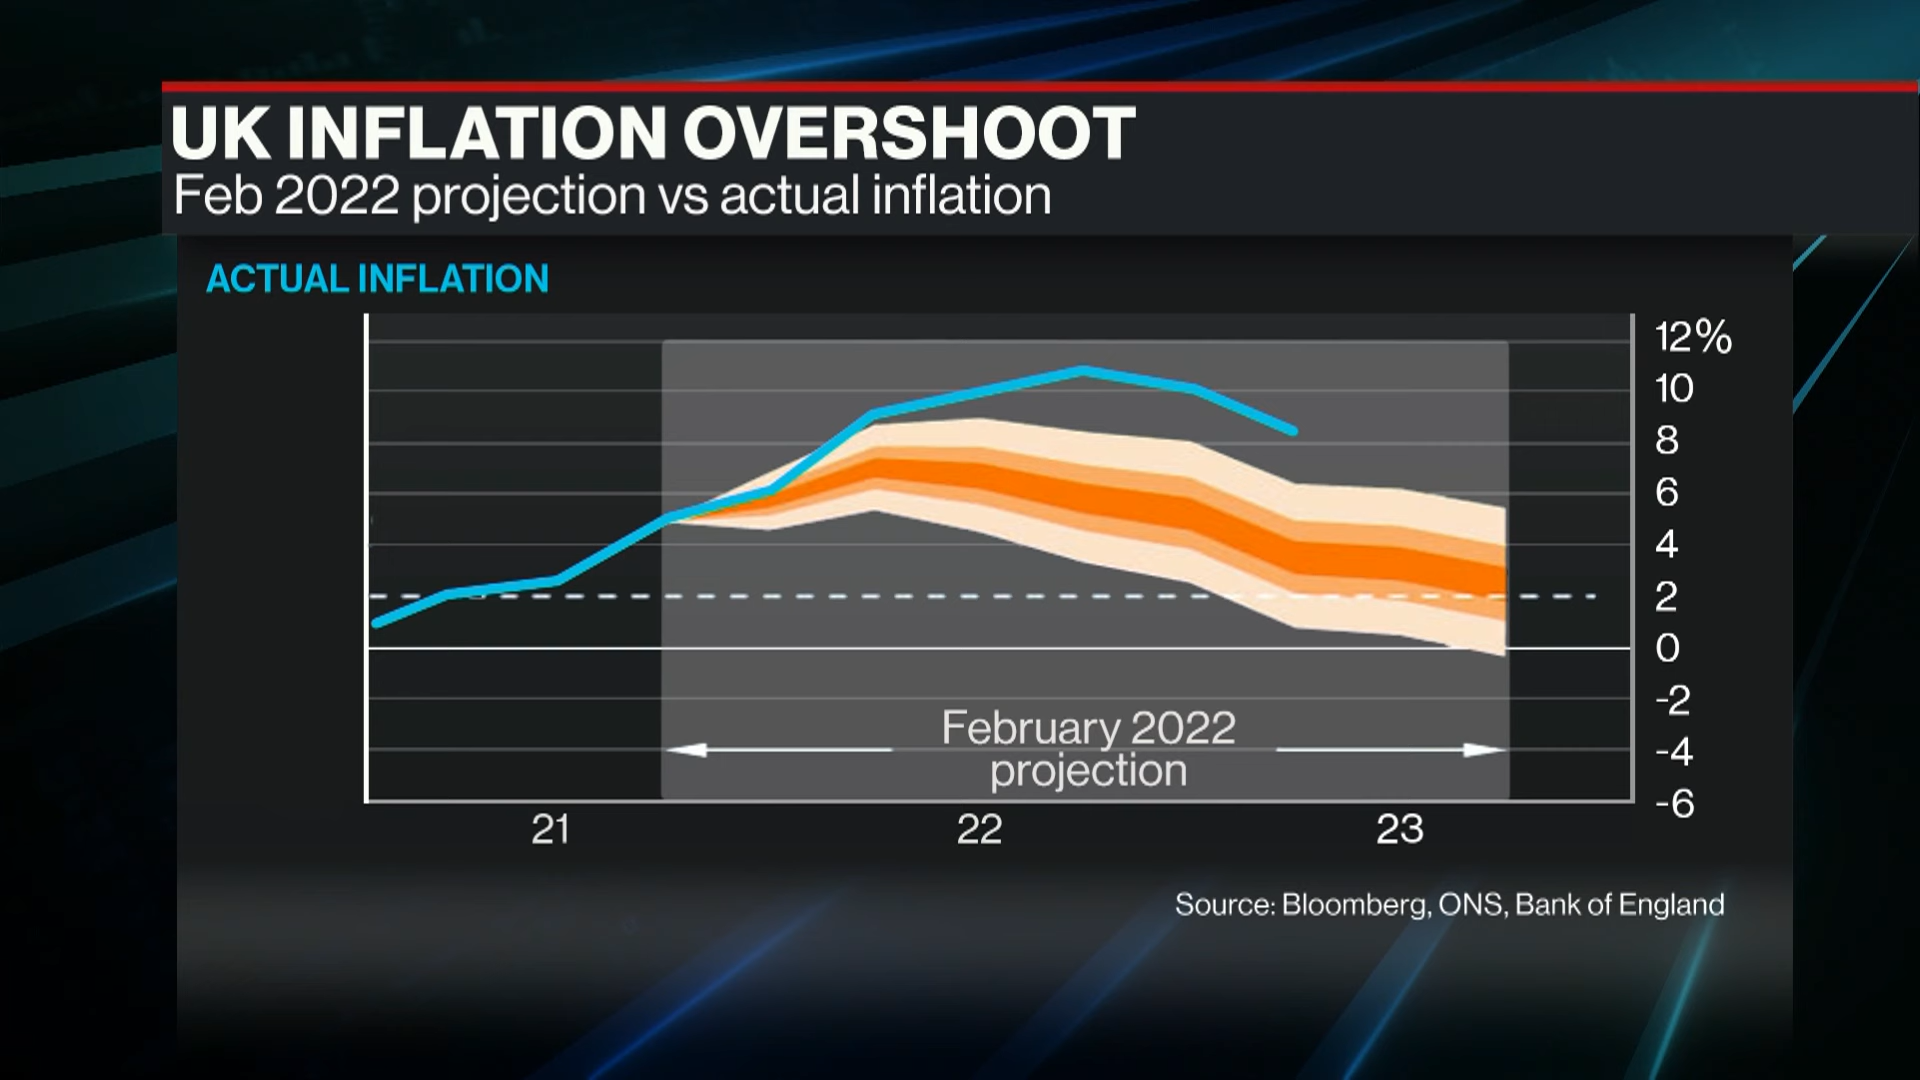 UK INFLATION OVERSHOOT
Feb 2022 projection vs actual inflation
ACTUAL INFLATION
12%
10
8
6
4
2
0
-2
-4
-6
February 2022
projection
21 22 23
Source: Bloomberg, ONS, Bank of England